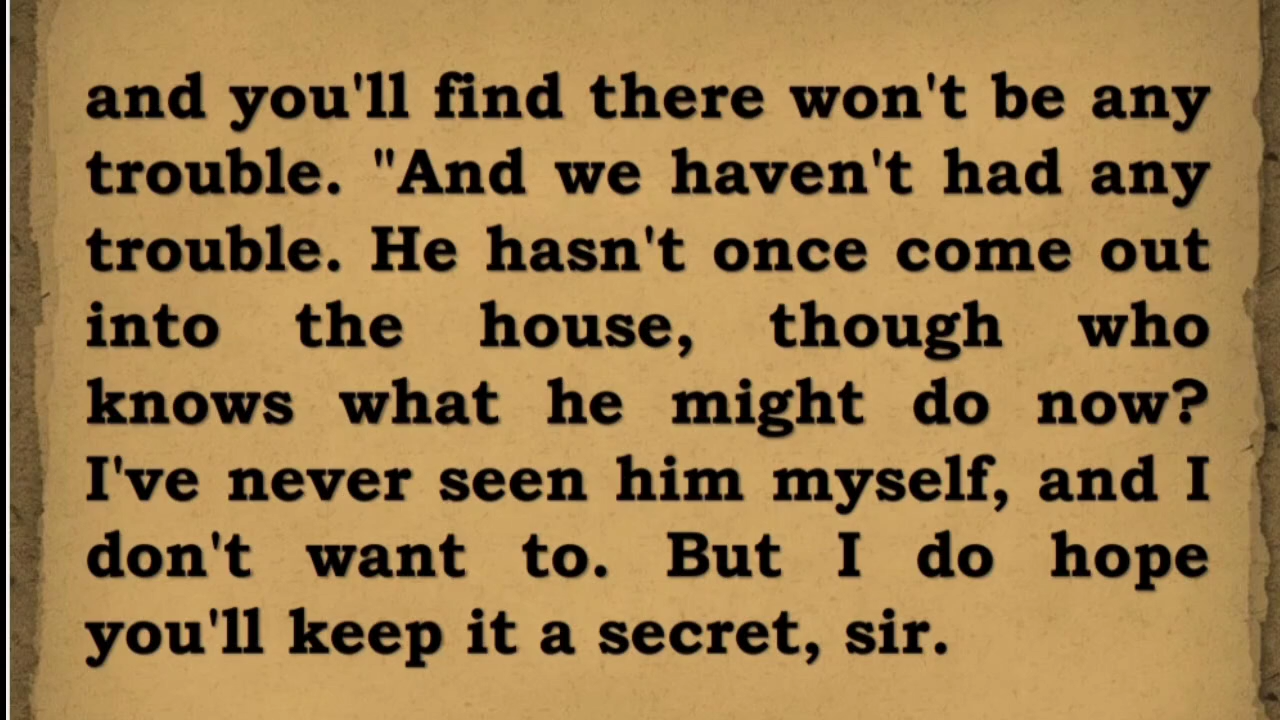 and you'll find there won't be any
trouble. "And we haven't had any
trouble. He hasn't once come out
into the house, though who
knows what he might do now?
I've never seen him myself, and I
don't want to. But I do hope
you'll keep it a secret, sir.